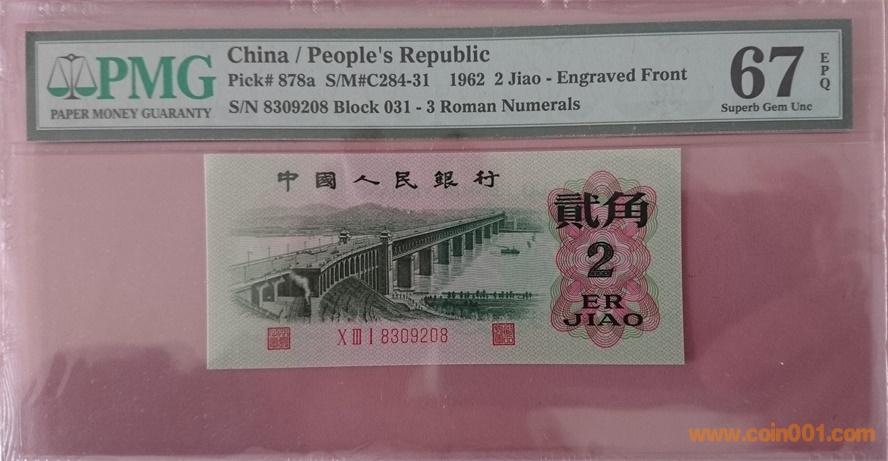 PMG
PAPER MONEY GUARANTY
China / People's Republic
Pick# 878a S/M#C284-31 1962 2 Jiao - Engraved Front
S/N 8309208 Block 031 - 3 Roman Numerals
67
EPQ
Superb Gem Unc
中國人民銀行
貳角
2
ER
JIAO
X III I 8309208
www.coin001.com